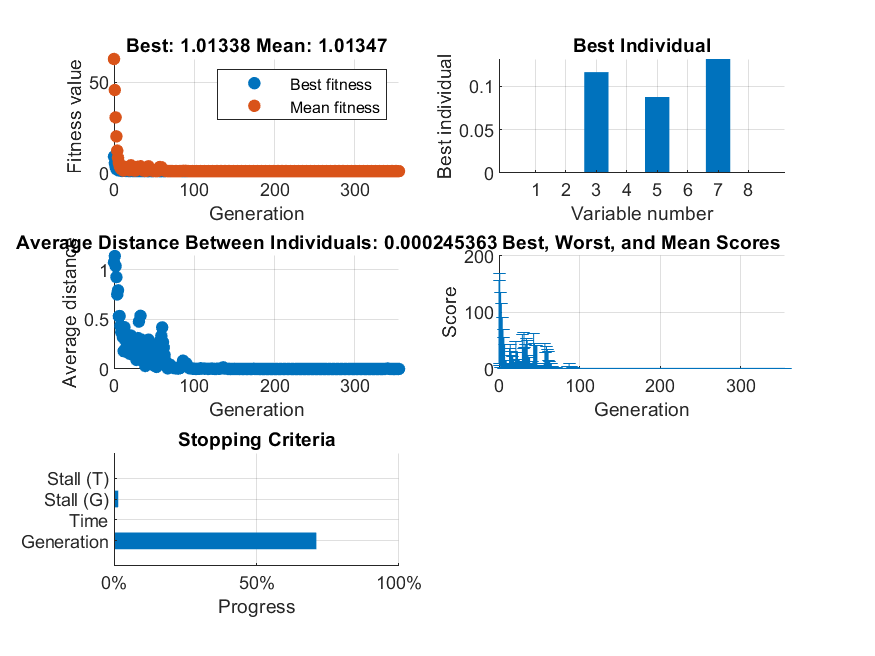 Best: 1.01338 Mean: 1.01347
Fitness value
50
0
Best fitness
Mean fitness
0 100 200 300
Generation
Best Individual
Best individual
0.1
0.05
0
1 2 3 4 5 6 7 8
Variable number
Average Distance Between Individuals: 0.000245363
Average distance
1
0.5
0
0 100 200 300
Generation
Best, Worst, and Mean Scores
Score
200
100
0
0 100 200 300
Generation
Stopping Criteria
Stall (T)
Stall (G)
Time
Generation
0% 50% 100%
Progress